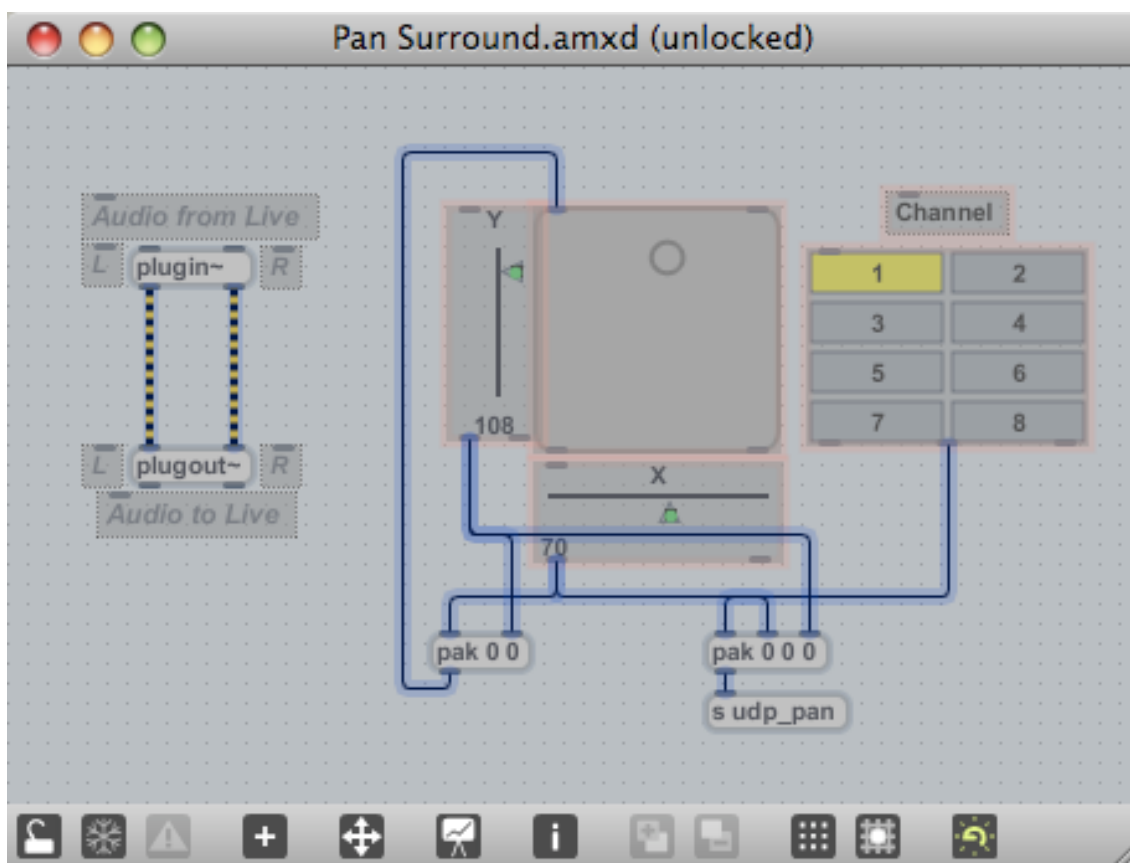 Pan Surround.amxd (unlocked)
Audio from Live
L plugin~ R
L plugout~ R
Audio to Live
Y
108
X
70
Channel
1 2
3 4
5 6
7 8
pak 0 0
pak 0 0 0
s udp_pan